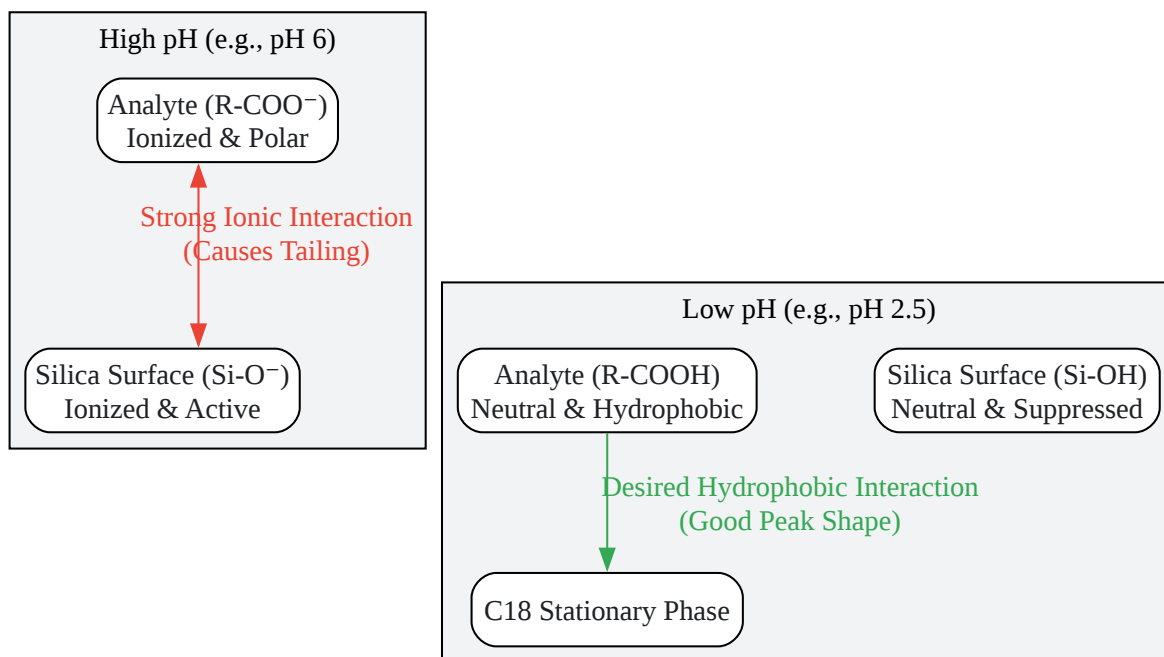 High pH (e.g., pH 6)
Analyte (R-COO⁻)
Ionized & Polar
Strong Ionic Interaction
(Causes Tailing)
Silica Surface (Si-O⁻)
Ionized & Active
Low pH (e.g., pH 2.5)
Analyte (R-COOH)
Neutral & Hydrophobic
Silica Surface (Si-OH)
Neutral & Suppressed
Desired Hydrophobic Interaction
(Good Peak Shape)
C18 Stationary Phase